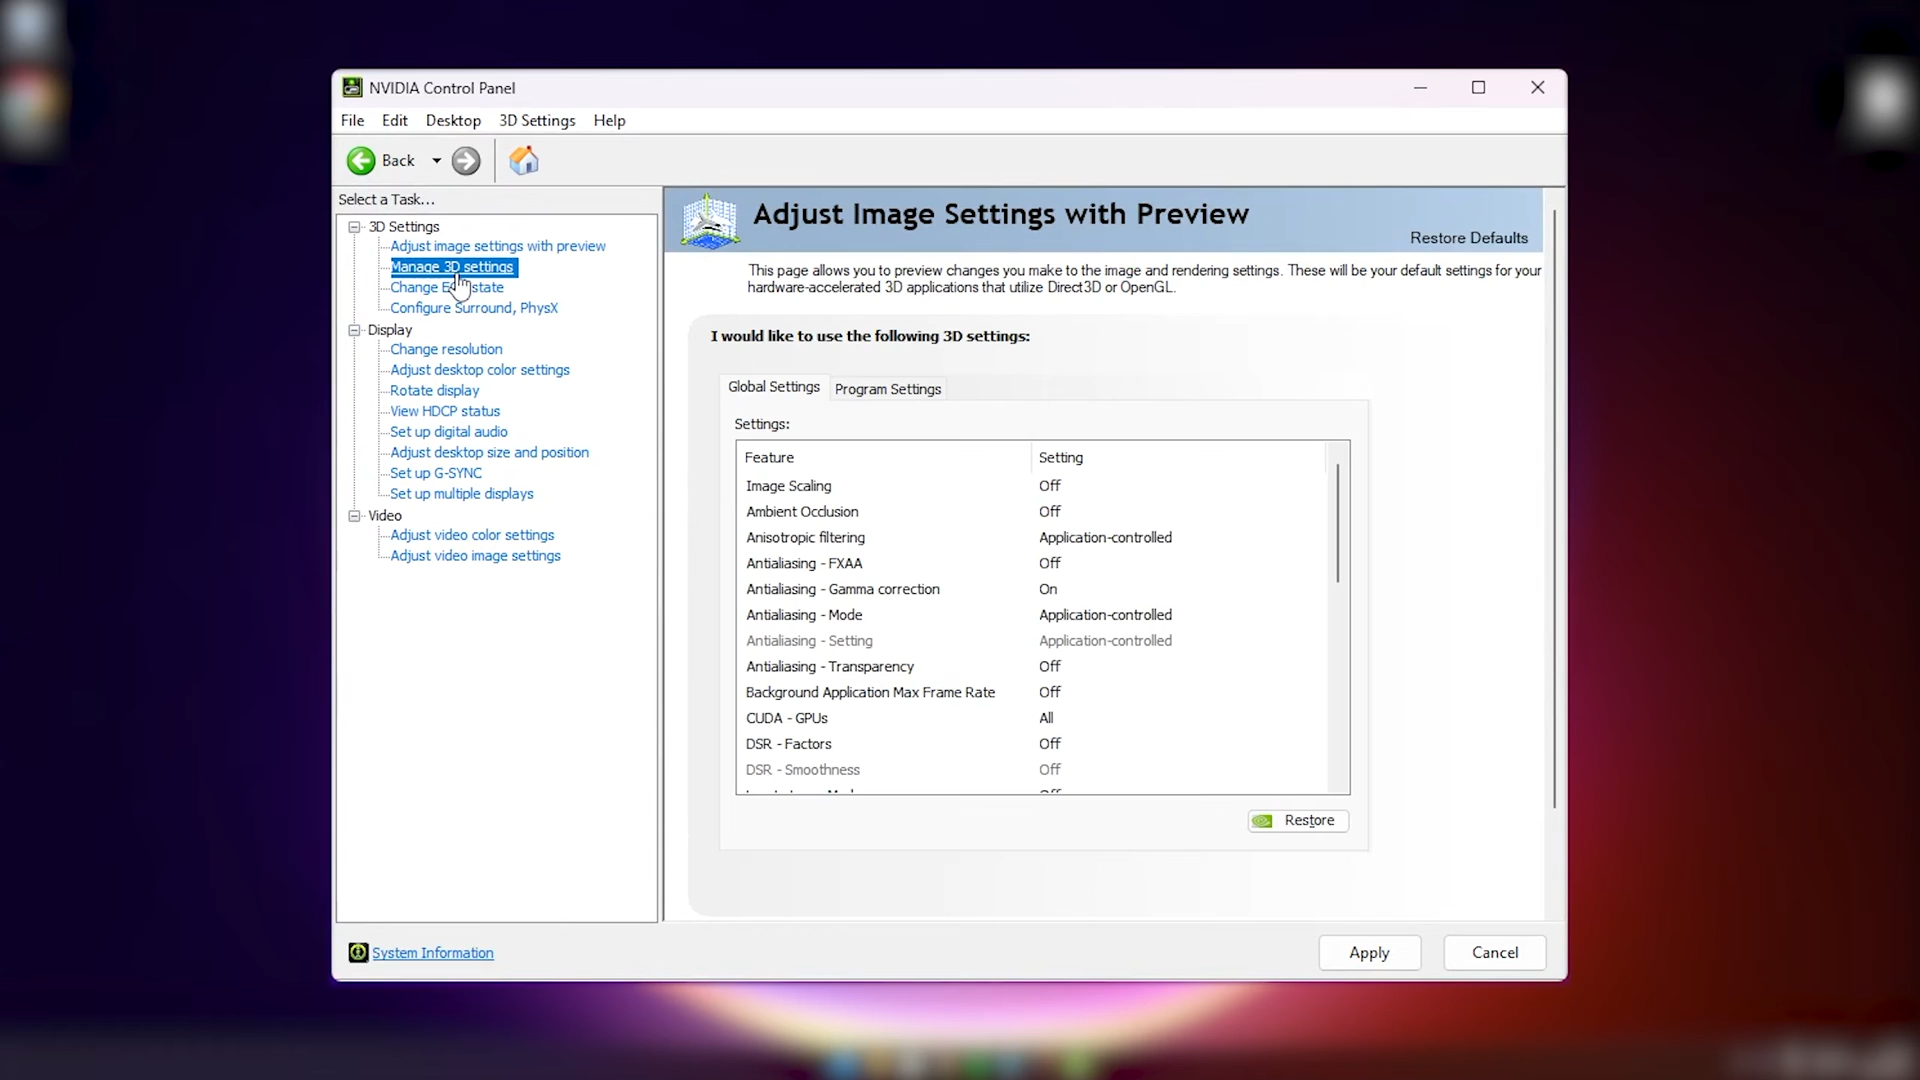 NVIDIA Control Panel
File Edit Desktop 3D Settings Help
Back
Select a Task...
3D Settings
Adjust image settings with preview
Manage 3D settings
Change state
Configure Surround, PhysX
Display
Change resolution
Adjust desktop color settings
Rotate display
View HDCP status
Set up digital audio
Adjust desktop size and position
Set up G-SYNC
Set up multiple displays
Video
Adjust video color settings
Adjust video image settings
System Information
Adjust Image Settings with Preview
Restore Defaults
This page allows you to preview changes you make to the image and rendering settings. These will be your default settings for your
hardware-accelerated 3D applications that utilize Direct3D or OpenGL.
I would like to use the following 3D settings:
Global Settings Program Settings
Settings:
Feature Setting
Image Scaling Off
Ambient Occlusion Off
Anisotropic filtering Application-controlled
Antialiasing - FXAA Off
Antialiasing - Gamma correction On
Antialiasing - Mode Application-controlled
Antialiasing - Setting Application-controlled
Antialiasing - Transparency Off
Background Application Max Frame Rate Off
CUDA - GPUs All
DSR - Factors Off
DSR - Smoothness Off
Restore
Apply Cancel